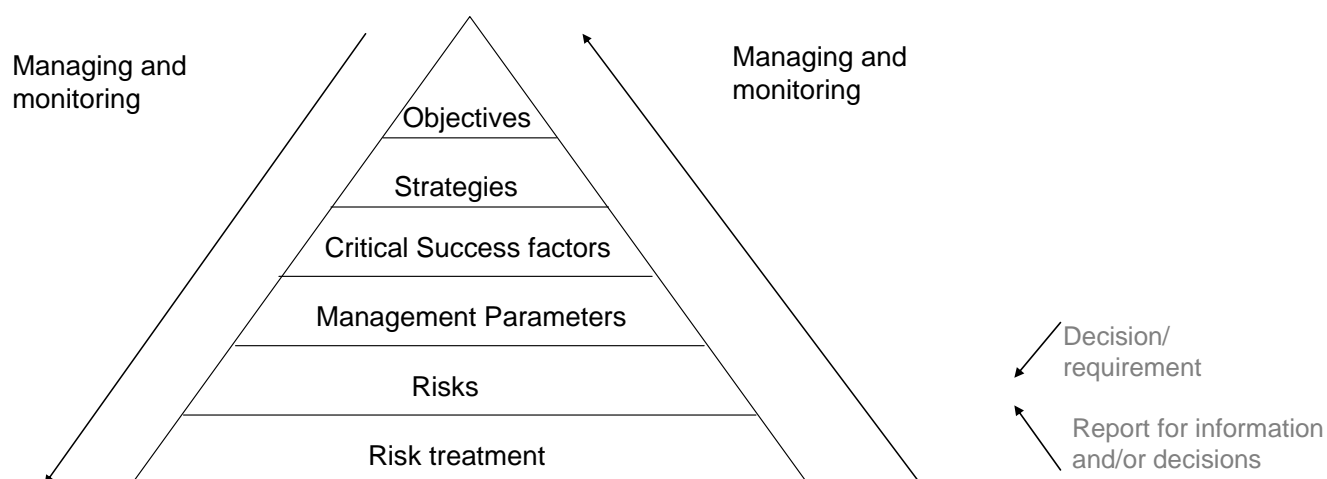 Managing and
monitoring
Managing and
monitoring
Objectives
Strategies
Critical Success factors
Management Parameters
Risks
Risk treatment
Decision/
requirement
Report for information
and/or decisions